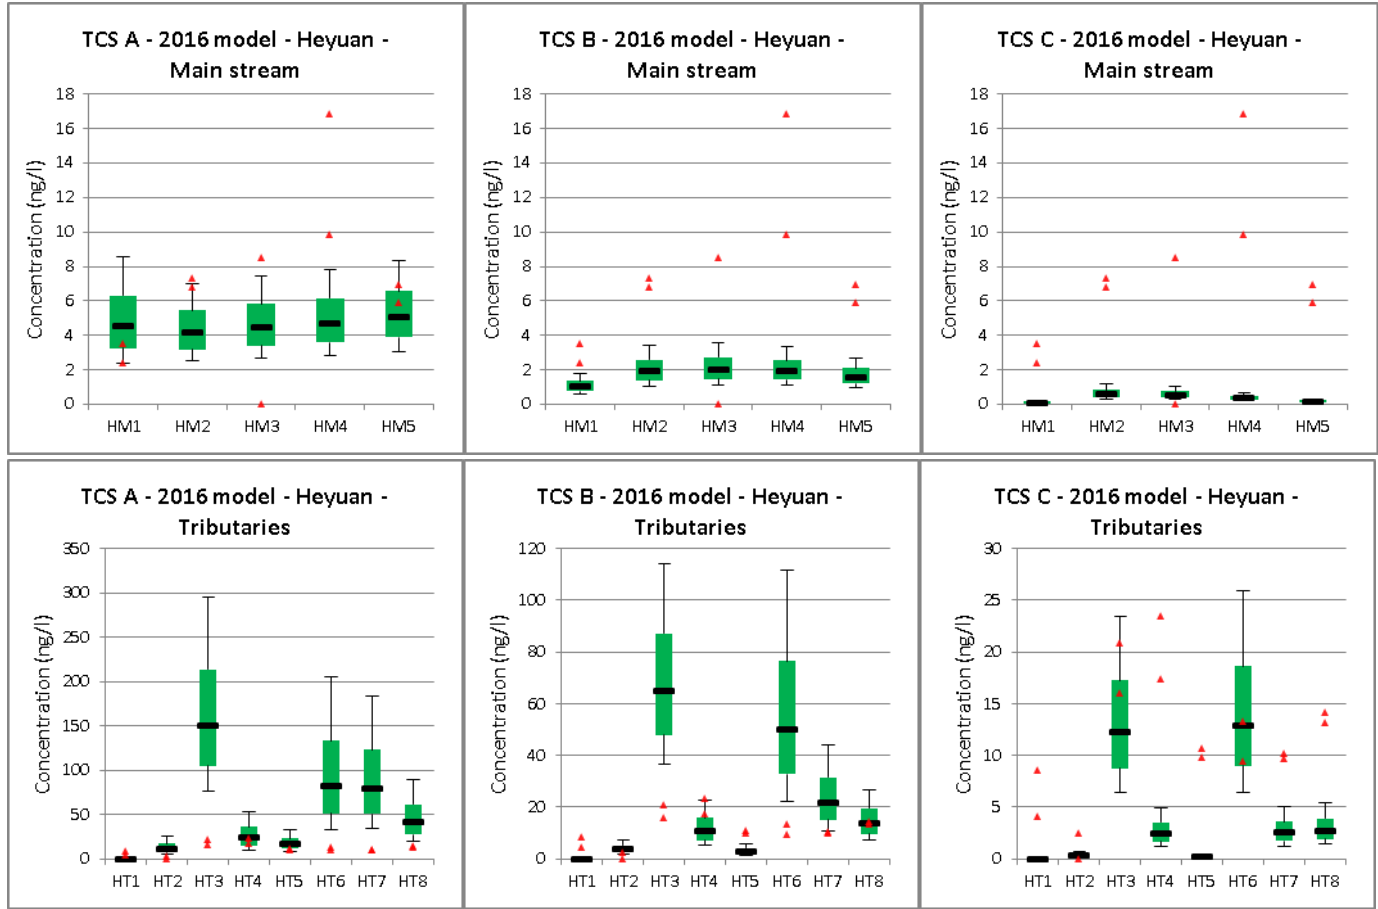 TCS A - 2016 model - Heyuan -
Main stream
Concentration (ng/l)
18
16
14
12
10
8
6
4
2
0
HM1 HM2 HM3 HM4 HM5
TCS B - 2016 model - Heyuan -
Main stream
Concentration (ng/l)
18
16
14
12
10
8
6
4
2
0
HM1 HM2 HM3 HM4 HM5
TCS C - 2016 model - Heyuan -
Main stream
Concentration (ng/l)
18
16
14
12
10
8
6
4
2
0
HM1 HM2 HM3 HM4 HM5
TCS A - 2016 model - Heyuan -
Tributaries
Concentration (ng/l)
350
300
250
200
150
100
50
0
HT1 HT2 HT3 HT4 HT5 HT6 HT7 HT8
TCS B - 2016 model - Heyuan -
Tributaries
Concentration (ng/l)
120
100
80
60
40
20
0
HT1 HT2 HT3 HT4 HT5 HT6 HT7 HT8
TCS C - 2016 model - Heyuan -
Tributaries
Concentration (ng/l)
30
25
20
15
10
5
0
HT1 HT2 HT3 HT4 HT5 HT6 HT7 HT8